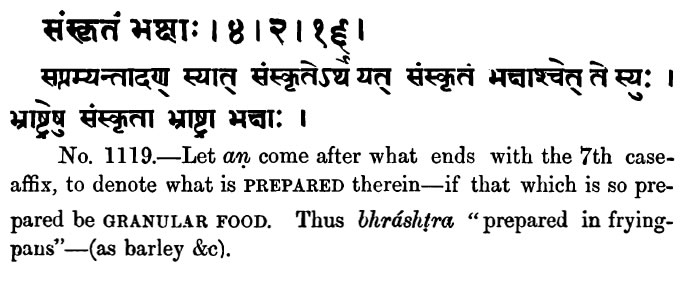 संस्कृतं भक्षाः । ४ । २ । १६ ।
सप्तम्यन्तादण् स्यात् संस्कृतेऽर्थे यत् संस्कृतं भक्षाश्चेत् ते स्युः ।
भ्राष्ट्रेषु संस्कृता भ्राष्ट्रा भक्षाः ।
No. 1119.—Let aṇ come after what ends with the 7th case-
affix, to denote what is PREPARED therein—if that which is so pre-
pared be GRANULAR FOOD. Thus bhráshṭra “prepared in frying-
pans”—(as barley &c).